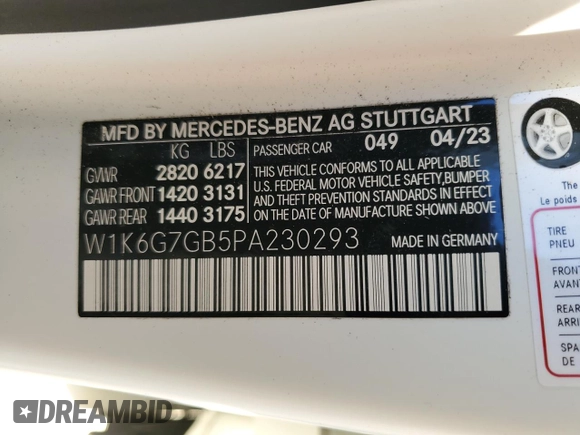 MFD BY MERCEDES-BENZ AG STUTTGART
KG LBS PASSENGER CAR 049 04/23
GVWR 2820 6217
GAWR FRONT 1420 3131
GAWR REAR 1440 3175
THIS VEHICLE CONFORMS TO ALL APPLICABLE
U.S. FEDERAL MOTOR VEHICLE SAFETY, BUMPER
AND THEFT PREVENTION STANDARDS IN EFFECT
ON THE DATE OF MANUFACTURE SHOWN ABOVE.
W1K6G7GB5PA230293 MADE IN GERMANY
The
Le poids
TIRE
PNEU
FRONT
AVANT
REAR
ARRI
SPA
DE
DREAMBID